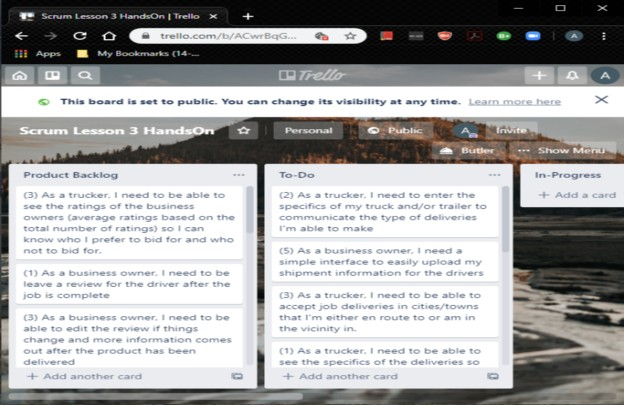 Scrum Lesson 3 HandsOn | Trello
trello.com/b/ACwrBqG...
Apps
My Bookmarks (14-...
Trello
A
This board is set to public. You can change its visibility at any time. Learn more here
Scrum Lesson 3 HandsOn
Personal
Public
A
Invite
Butler
... Show Menu
Product Backlog
(3) As a trucker, I need to be able to
see the ratings of the business
owners (average ratings based on the
total number of ratings) so I can
know who I prefer to bid for and who
not to bid for.
(1) As a business owner, I need to be
leave a review for the driver after the
job is complete
(3) As a business owner, I need to be
able to edit the review if things
change and more information comes
out after the product has been
delivered
+ Add another card
To-Do
(2) As a trucker, I need to enter the
specifics of my truck and/or trailer to
communicate the type of deliveries
I'm able to make
(5) As a business owner, I need a
simple interface to easily upload my
shipment information for the drivers
(3) As a trucker, I need to be able to
accept job deliveries in cities/towns
that I'm either en route to or am in
the vicinity in.
(1) As a trucker, I need to be able to
see the specifics of the deliveries so
+ Add another card
In-Progress
+ Add a card